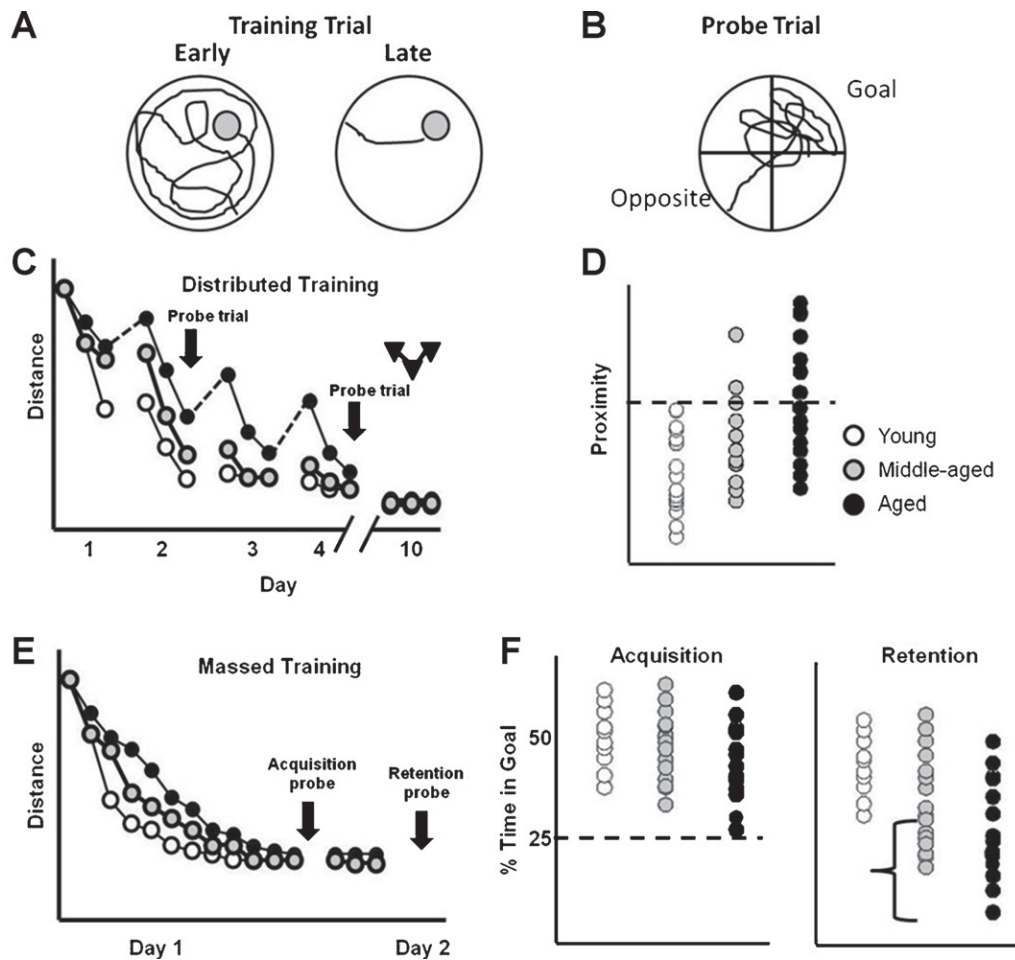 A
Training Trial
Early
Late
B
Probe Trial
Goal
Opposite
C
Distributed Training
Probe trial
Probe trial
Distance
1 2 3 4 10
Day
D
Proximity
Young
Middle-aged
Aged
E
Massed Training
Acquisition
probe
Retention
probe
Distance
Day 1
Day 2
F
Acquisition
Retention
% Time in Goal
50
25